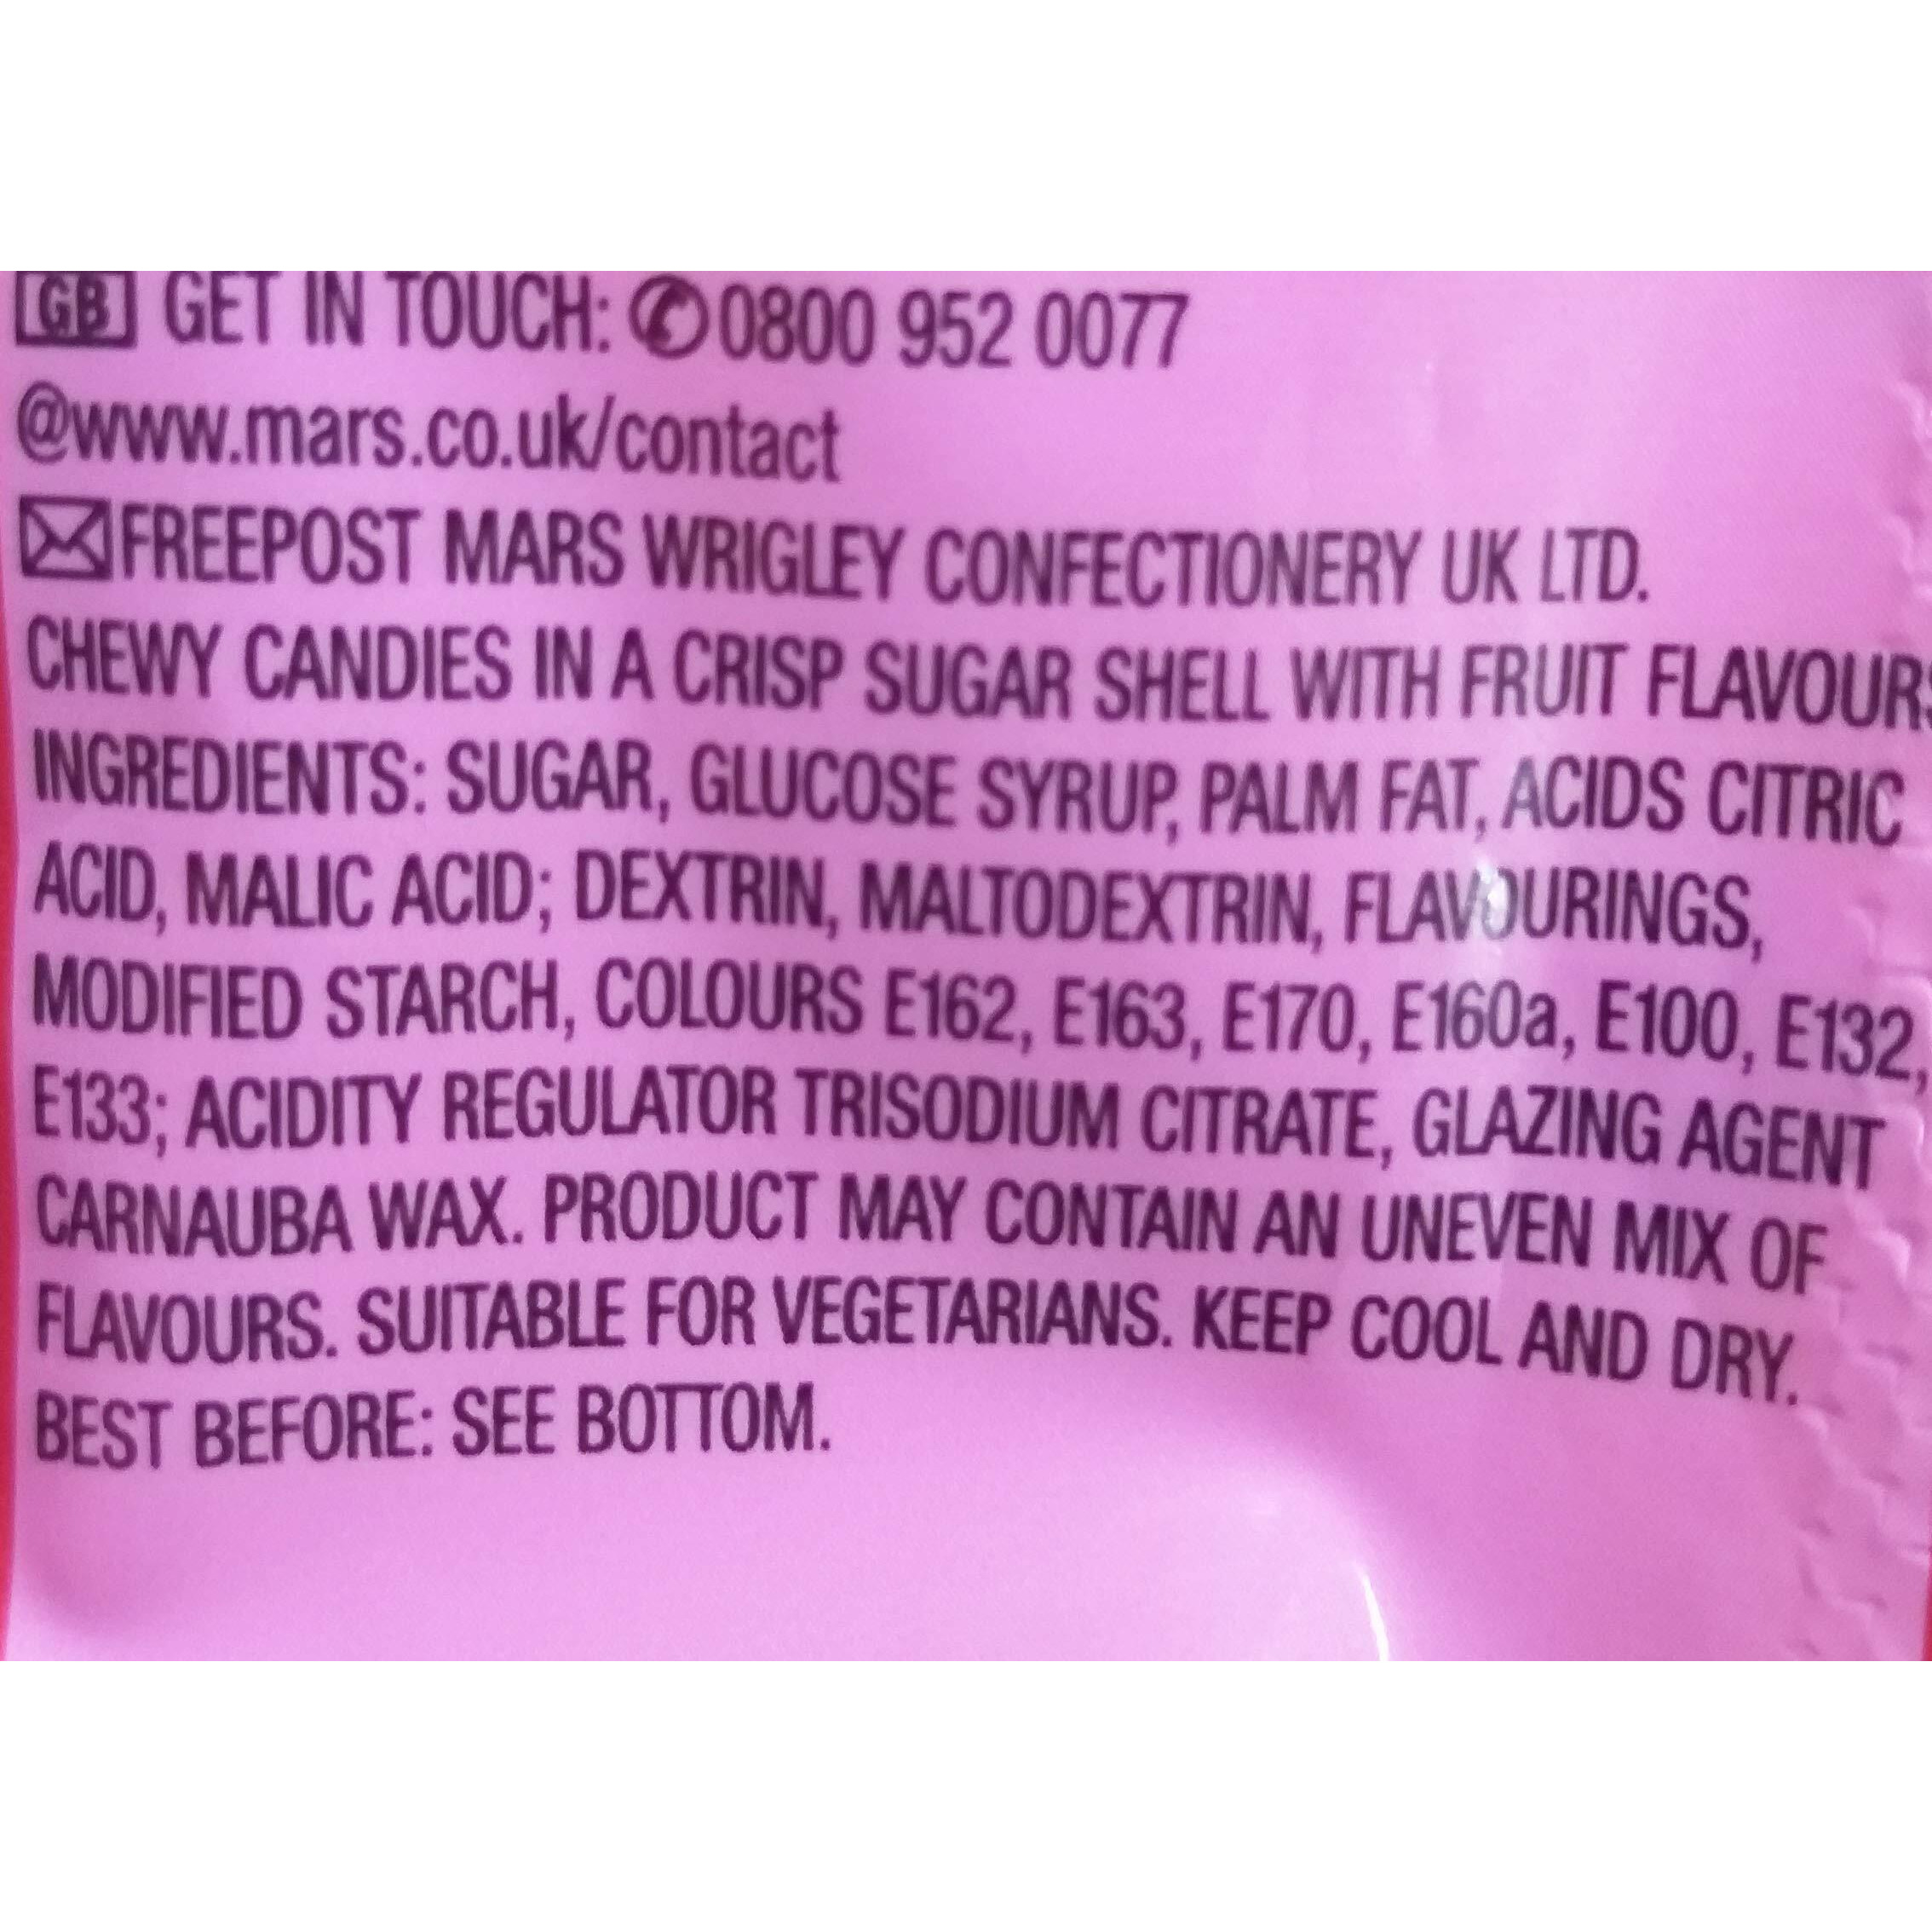 GB GET IN TOUCH: 0800 952 0077
@www.mars.co.uk/contact
FREEPOST MARS WRIGLEY CONFECTIONERY UK LTD.
CHEWY CANDIES IN A CRISP SUGAR SHELL WITH FRUIT FLAVOURS
INGREDIENTS: SUGAR, GLUCOSE SYRUP, PALM FAT, ACIDS CITRIC
ACID, MALIC ACID; DEXTRIN, MALTODEXTRIN, FLAVOURINGS,
MODIFIED STARCH, COLOURS E162, E163, E170, E160a, E100, E132,
E133; ACIDITY REGULATOR TRISODIUM CITRATE, GLAZING AGENT
CARNAUBA WAX. PRODUCT MAY CONTAIN AN UNEVEN MIX OF
FLAVOURS. SUITABLE FOR VEGETARIANS. KEEP COOL AND DRY.
BEST BEFORE: SEE BOTTOM.